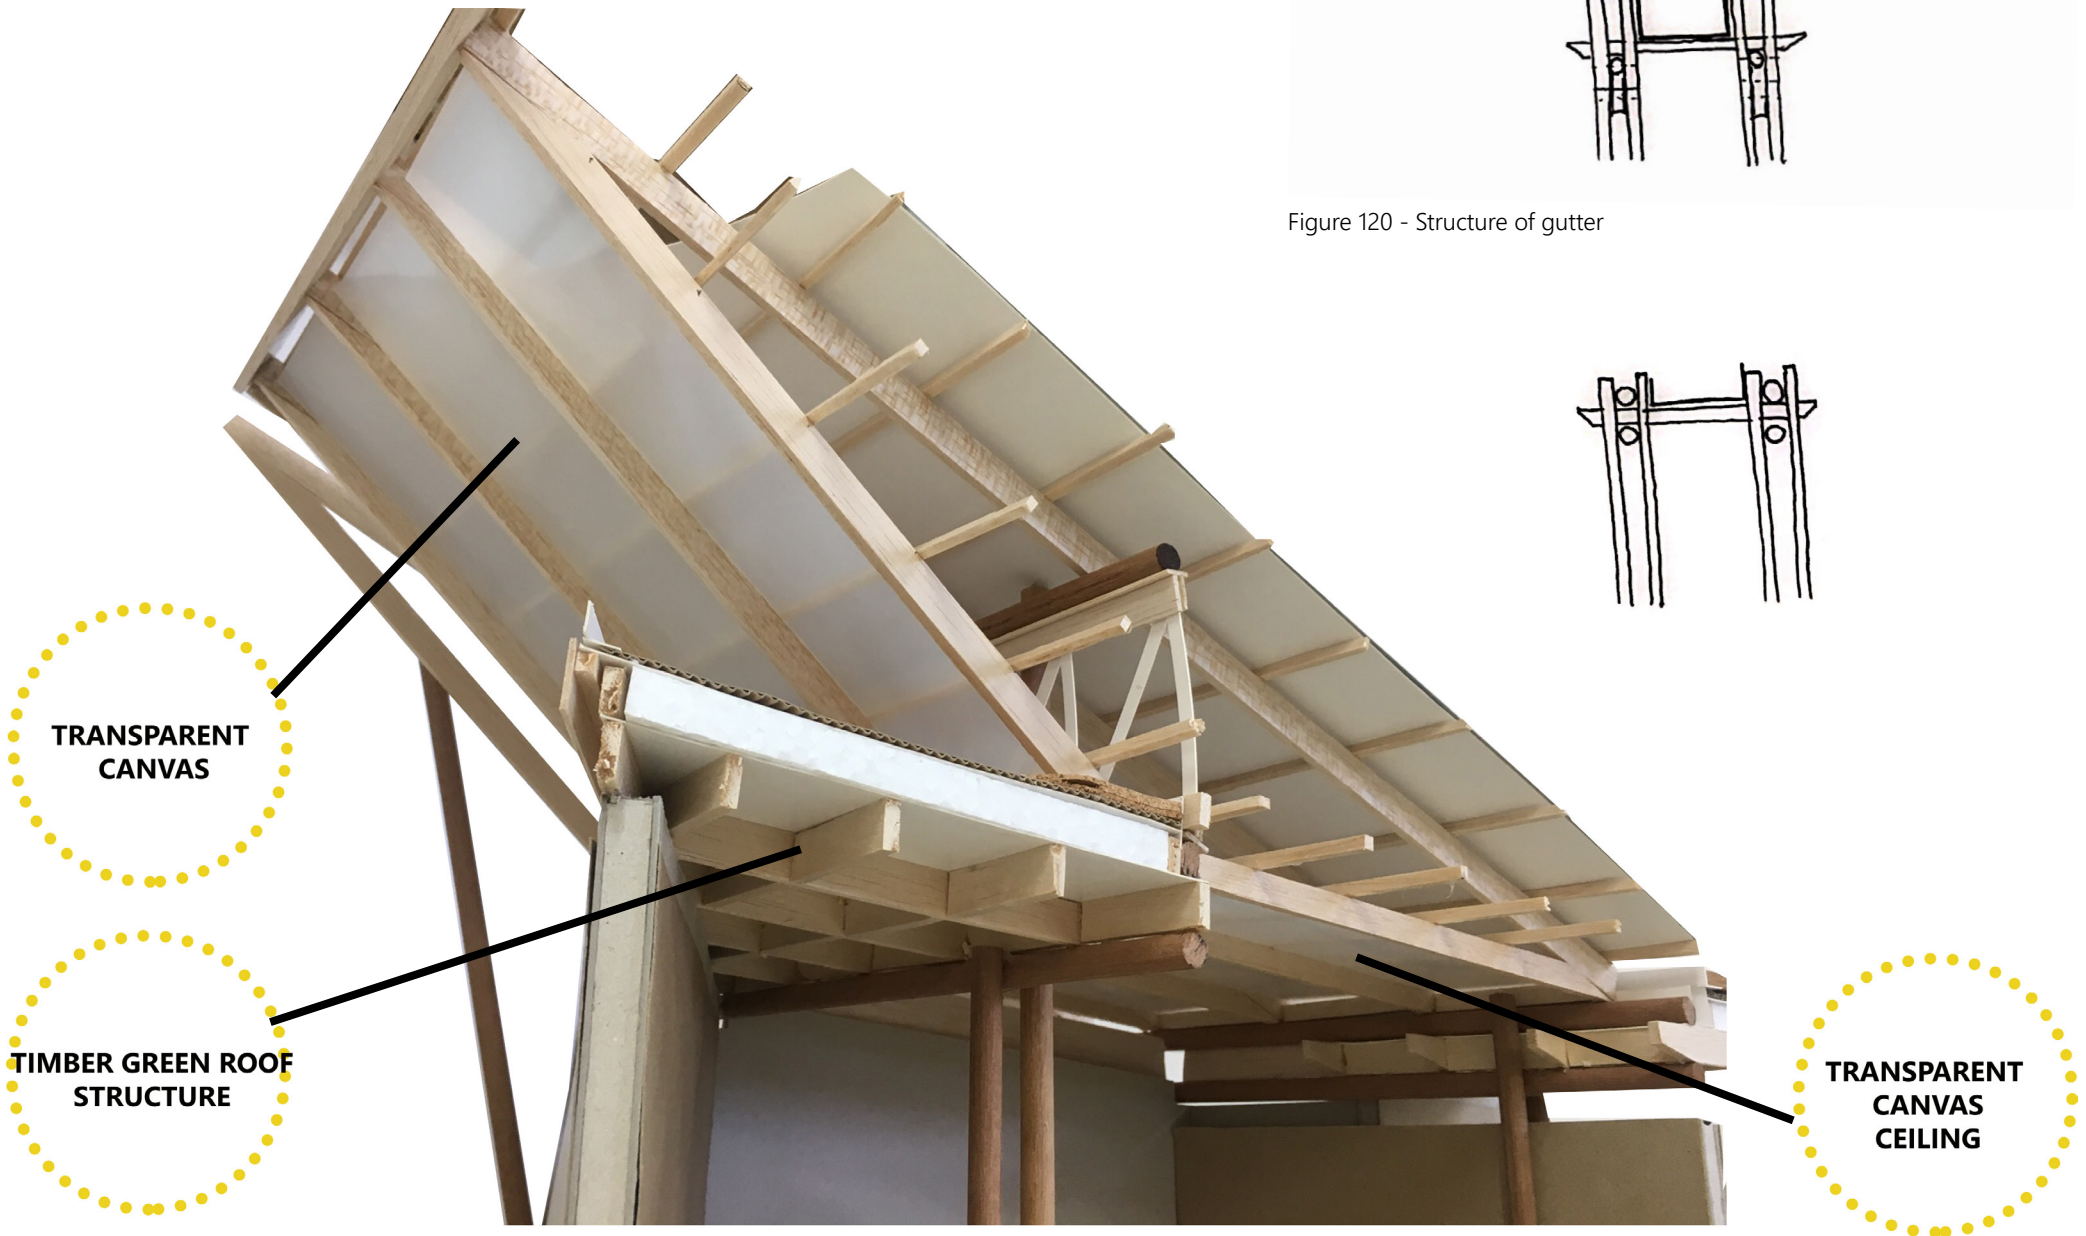 Figure 120 - Structure of gutter
TRANSPARENT
CANVAS
TIMBER GREEN ROOF
STRUCTURE
TRANSPARENT
CANVAS
CEILING